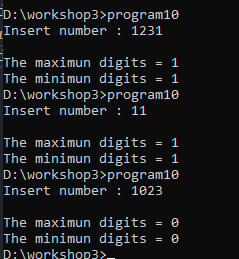 D:\workshop3>program10
Insert number : 1231
The maximun digits = 1
The minimun digits = 1
D:\workshop3>program10
Insert number : 11
The maximun digits = 1
The minimun digits = 1
D:\workshop3>program10
Insert number : 1023
The maximun digits = 0
The minimun digits = 0
D:\workshop3>_